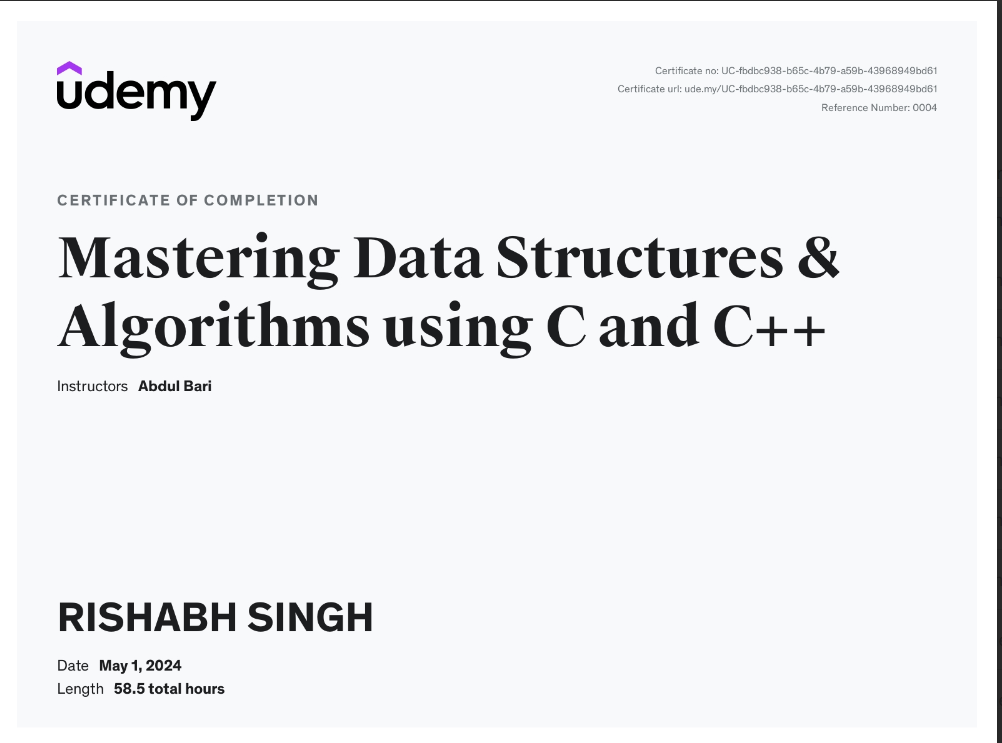 udemy
Certificate no: UC-fbdbc938-b65c-4b79-a59b-43968949bd61
Certificate url: ude.my/UC-fbdbc938-b65c-4b79-a59b-43968949bd61
Reference Number: 0004
CERTIFICATE OF COMPLETION
Mastering Data Structures &
Algorithms using C and C++
Instructors Abdul Bari
RISHABH SINGH
Date May 1, 2024
Length 58.5 total hours